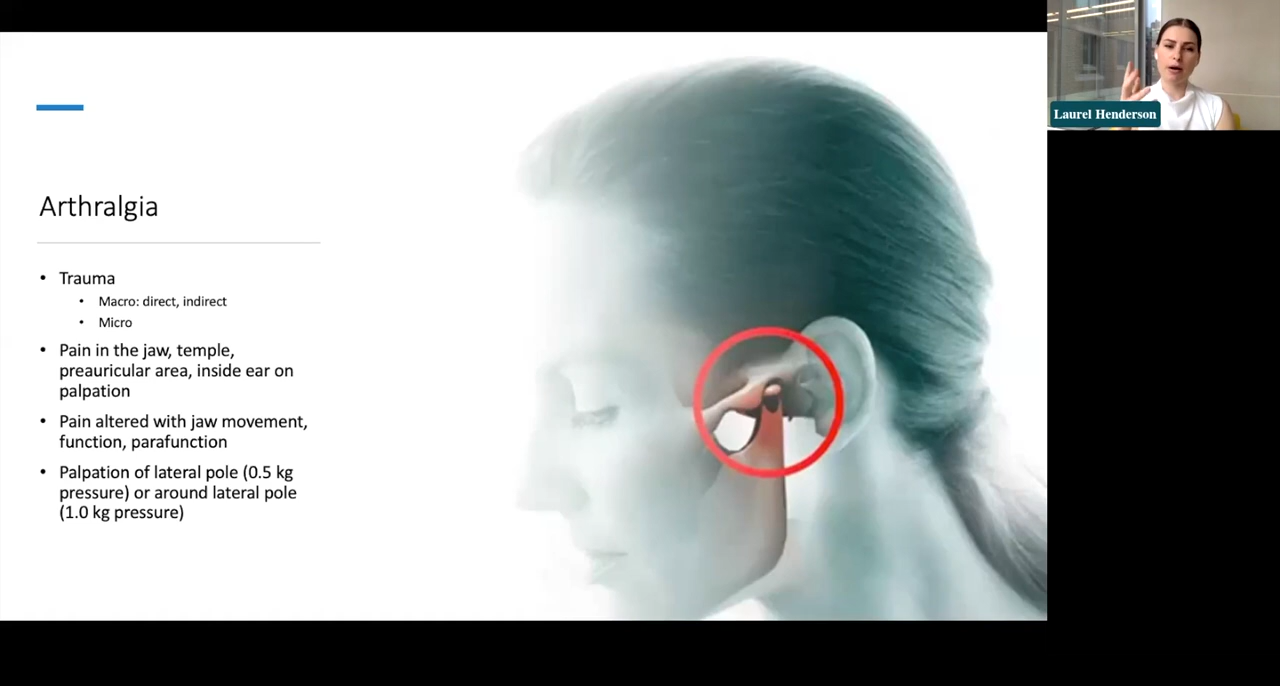 Laurel Henderson
Arthralgia
• Trauma
• Macro: direct, indirect
• Micro
• Pain in the jaw, temple,
preauricular area, inside ear on
palpation
• Pain altered with jaw movement,
function, parafunction
• Palpation of lateral pole (0.5 kg
pressure) or around lateral pole
(1.0 kg pressure)